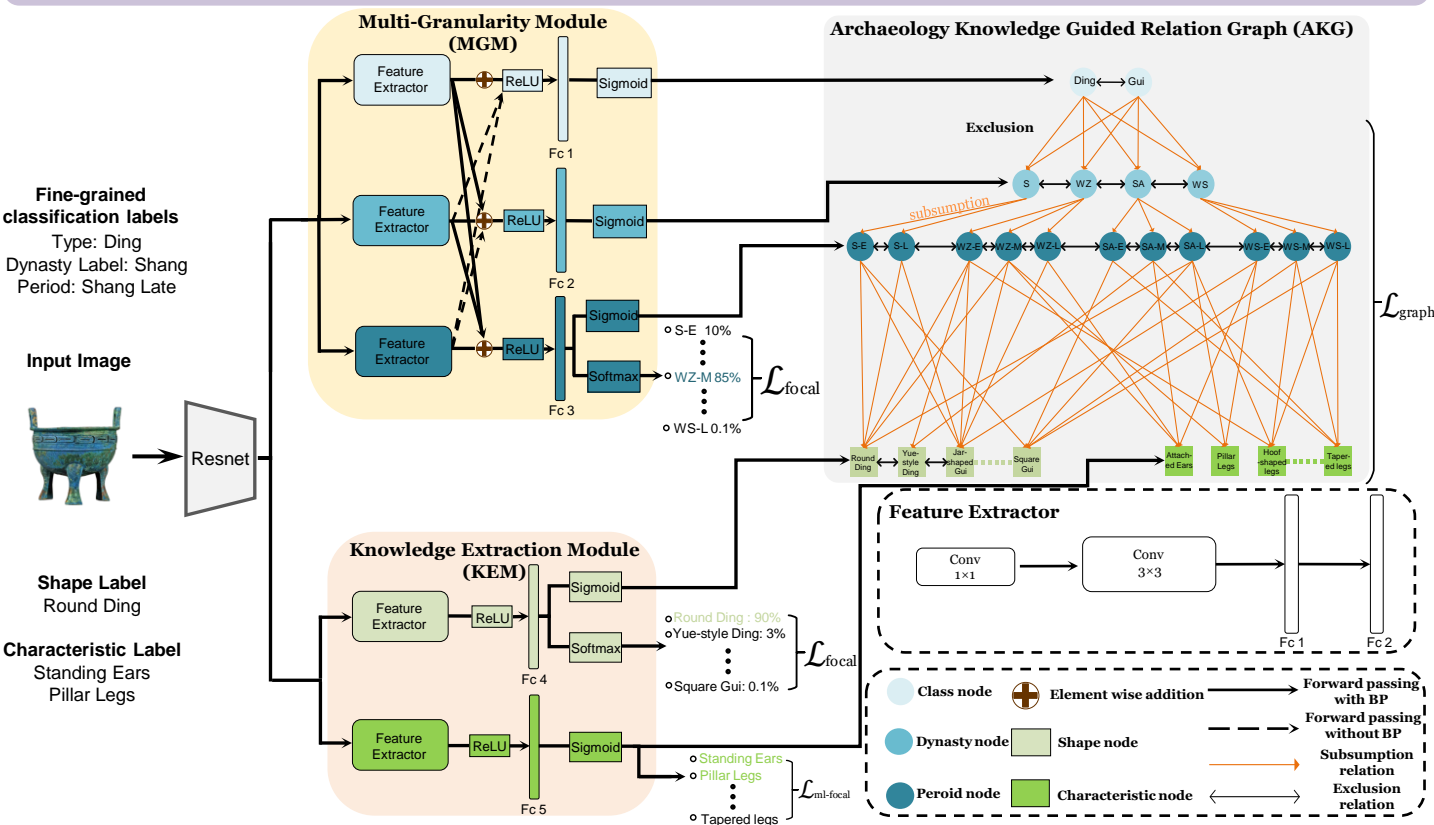 Multi-Granularity Module
(MGM)
Feature
Extractor
ReLU
Sigmoid
Fc 1
Feature
Extractor
ReLU
Sigmoid
Fc 2
Feature
Extractor
ReLU
Sigmoid
Softmax
Fc 3
S-E 10%
WZ-M 85%
WS-L 0.1%
ℒfocal
Fine-grained
classification labels
Type: Ding
Dynasty Label: Shang
Period: Shang Late
Input Image
Resnet
Shape Label
Round Ding
Characteristic Label
Standing Ears
Pillar Legs
Knowledge Extraction Module
(KEM)
Feature
Extractor
ReLU
Sigmoid
Softmax
Fc 4
Round Ding : 90%
Yue-style Ding: 3%
Square Gui: 0.1%
ℒfocal
Feature
Extractor
ReLU
Sigmoid
Fc 5
Standing Ears
Pillar Legs
Tapered legs
ℒml-focal
Archaeology Knowledge Guided Relation Graph (AKG)
Ding
Gui
Exclusion
S
WZ
SA
WS
subsumption
S-E
S-L
WZ-E
WZ-M
WZ-L
SA-E
SA-M
SA-L
WS-E
WS-M
WS-L
Round
Ding
Yue-
style
Ding
Jar-
shaped
Gui
Square
Gui
Attach-
ed Ears
Pillar
Legs
Hoof
-shaped
legs
Taper-
ed legs
ℒgraph
Feature Extractor
Conv
1×1
Conv
3×3
Fc 1
Fc 2
Class node
Element wise addition
Forward passing
with BP
Forward passing
without BP
Dynasty node
Shape node
Subsumption
relation
Peroid node
Characteristic node
Exclusion
relation